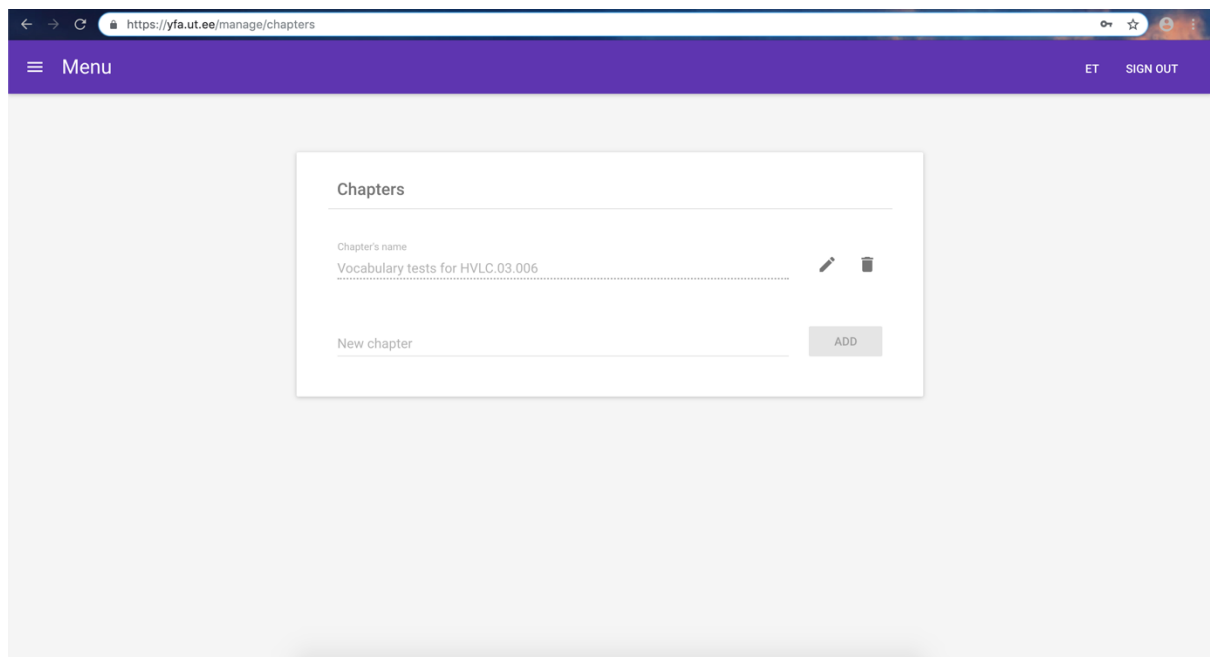 https://yfa.ut.ee/manage/chapters
Menu
ET SIGN OUT
Chapters
Chapter's name
Vocabulary tests for HVLC.03.006
New chapter
ADD